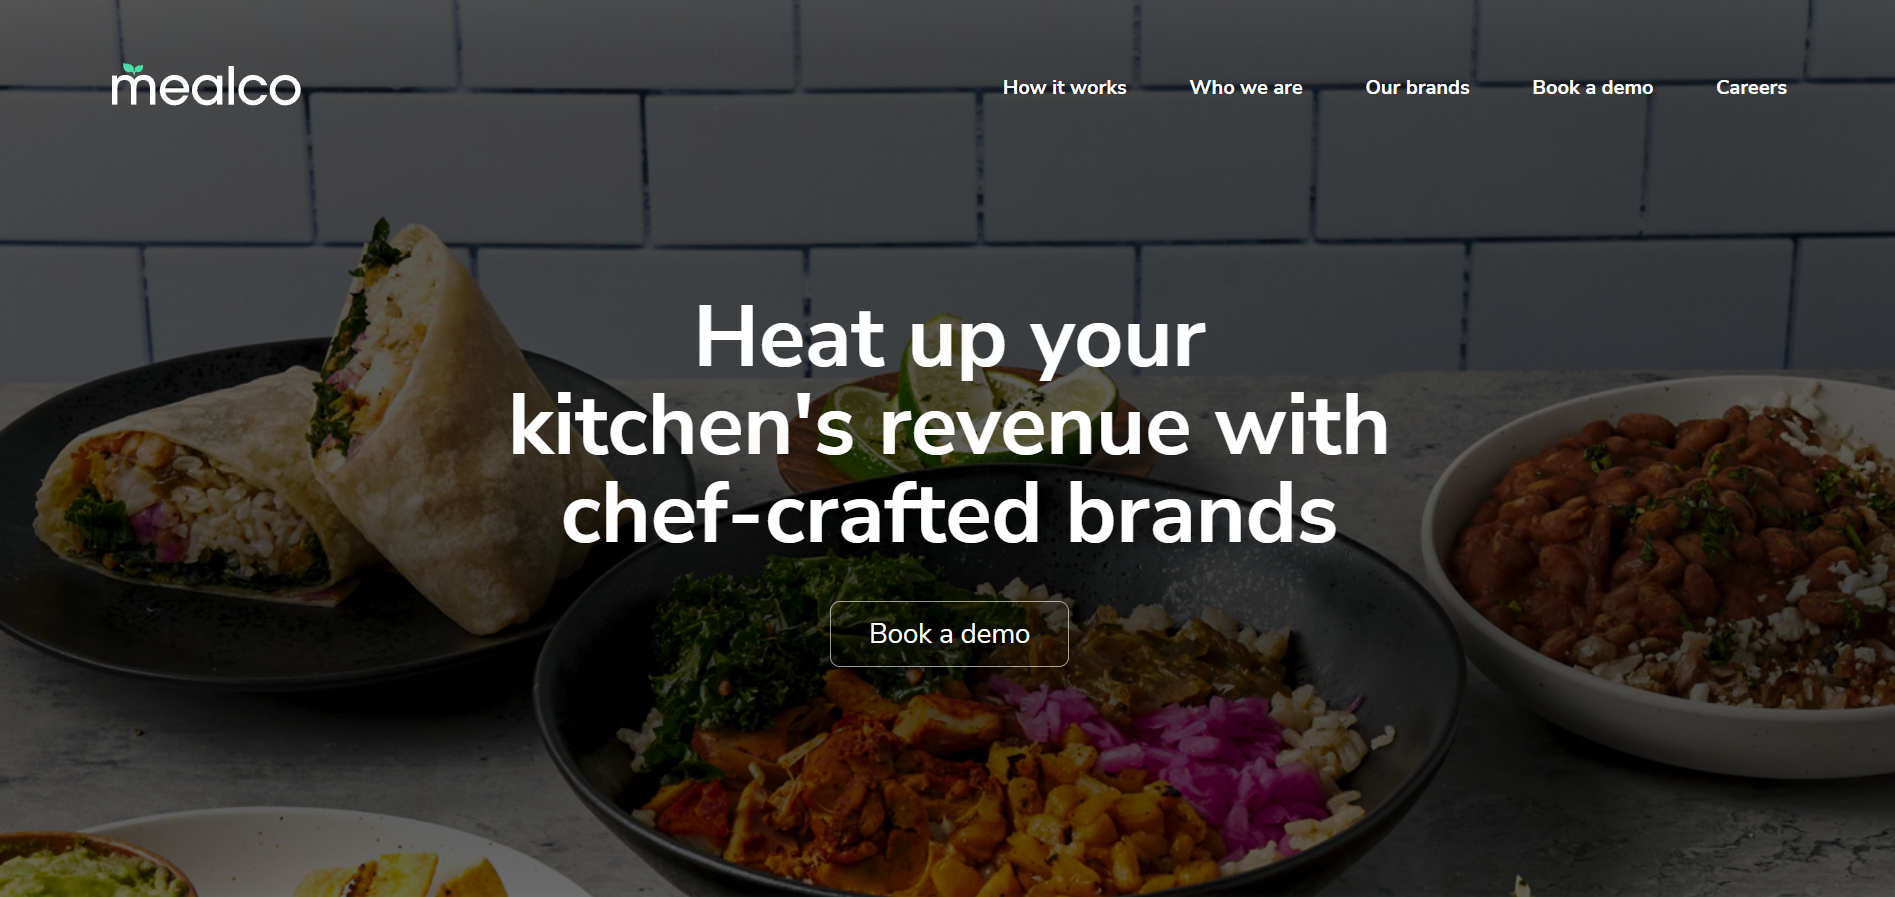 mealco
How it works
Who we are
Our brands
Book a demo
Careers
Heat up your
kitchen's revenue with
chef-crafted brands
Book a demo